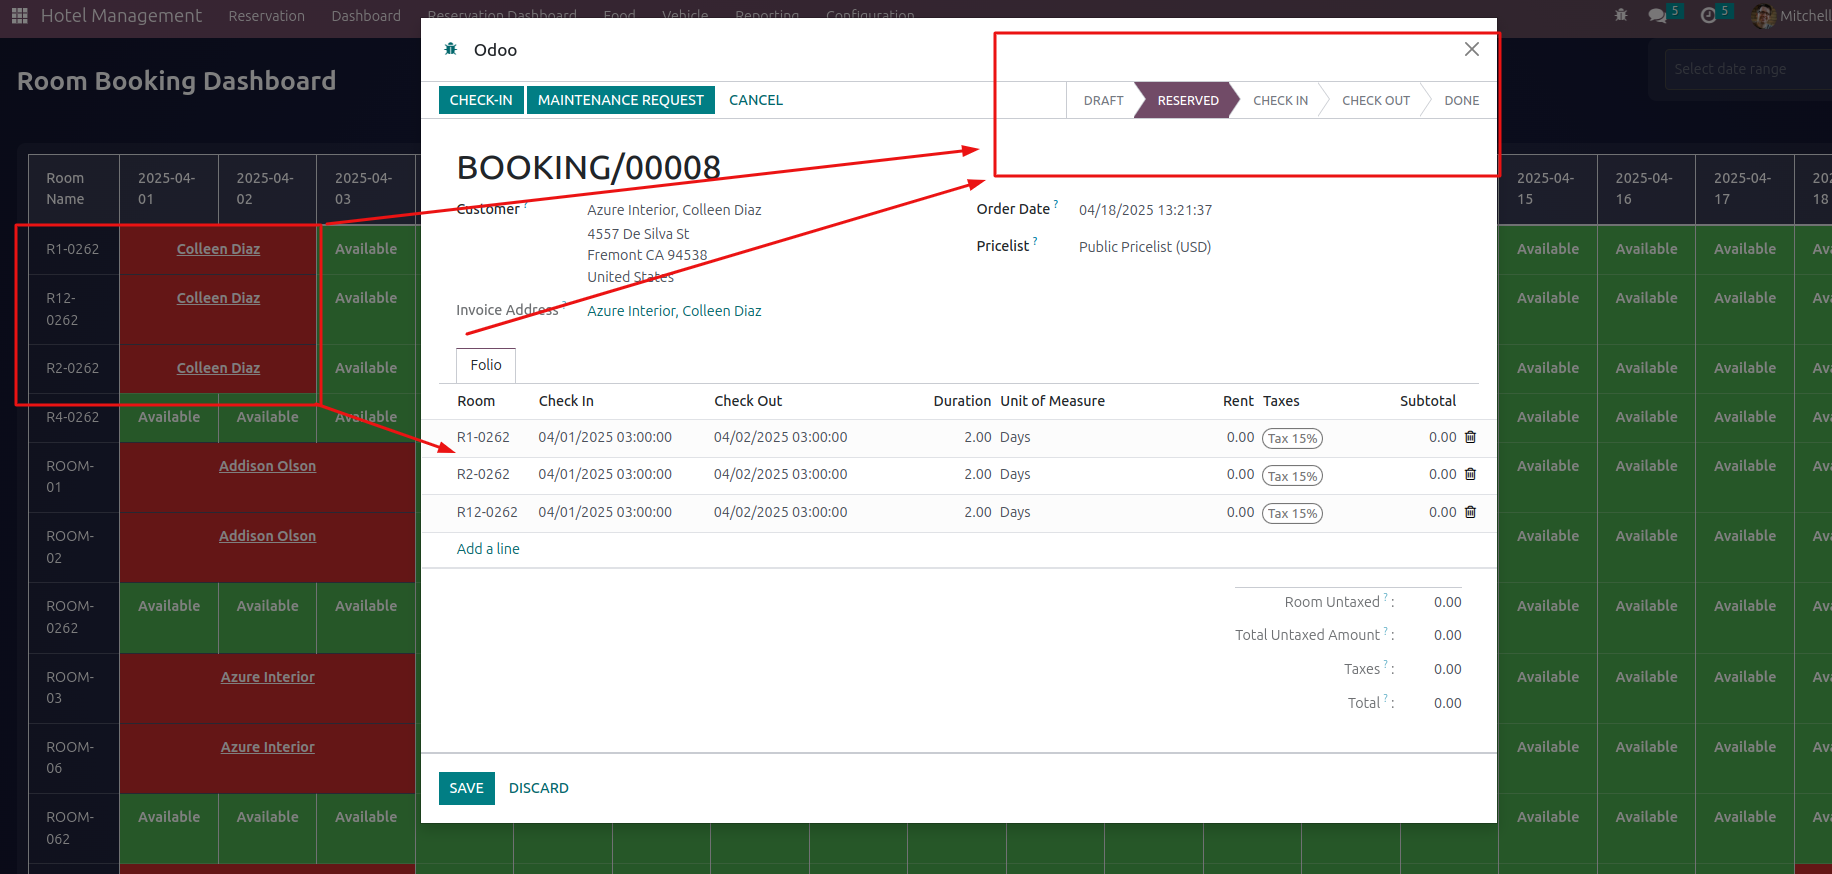 Hotel Management Reservation Dashboard Reservation Dashboard Food Vehicle Reporting Configuration 5 5 Mitchell
Odoo
Room Booking Dashboard
Select date range
CHECK-IN MAINTENANCE REQUEST CANCEL DRAFT RESERVED CHECK IN CHECK OUT DONE
BOOKING/00008
Room Name 2025-04-01 2025-04-02 2025-04-03 2025-04-15 2025-04-16 2025-04-17
Customer ? Azure Interior, Colleen Diaz
4557 De Silva St
Fremont CA 94538
United States
Order Date ? 04/18/2025 13:21:37
Pricelist ? Public Pricelist (USD)
Invoice Address ? Azure Interior, Colleen Diaz
Folio
Room Check In Check Out Duration Unit of Measure Rent Taxes Subtotal
R1-0262 04/01/2025 03:00:00 04/02/2025 03:00:00 2.00 Days 0.00 Tax 15% 0.00
R2-0262 04/01/2025 03:00:00 04/02/2025 03:00:00 2.00 Days 0.00 Tax 15% 0.00
R12-0262 04/01/2025 03:00:00 04/02/2025 03:00:00 2.00 Days 0.00 Tax 15% 0.00
Add a line
Room Untaxed ? : 0.00
Total Untaxed Amount ? : 0.00
Taxes ? : 0.00
Total ? : 0.00
SAVE DISCARD
R1-0262 Colleen Diaz Available Available Available Available
R12-0262 Colleen Diaz Available Available Available Available
R2-0262 Colleen Diaz Available Available Available Available
R4-0262 Available Available Available Available Available Available
ROOM-01 Addison Olson Available Available Available
ROOM-02 Addison Olson Available Available Available
ROOM-0262 Available Available Available Available Available Available
ROOM-03 Azure Interior Available Available Available
ROOM-06 Azure Interior Available Available Available
ROOM-062 Available Available Available Available Available Available